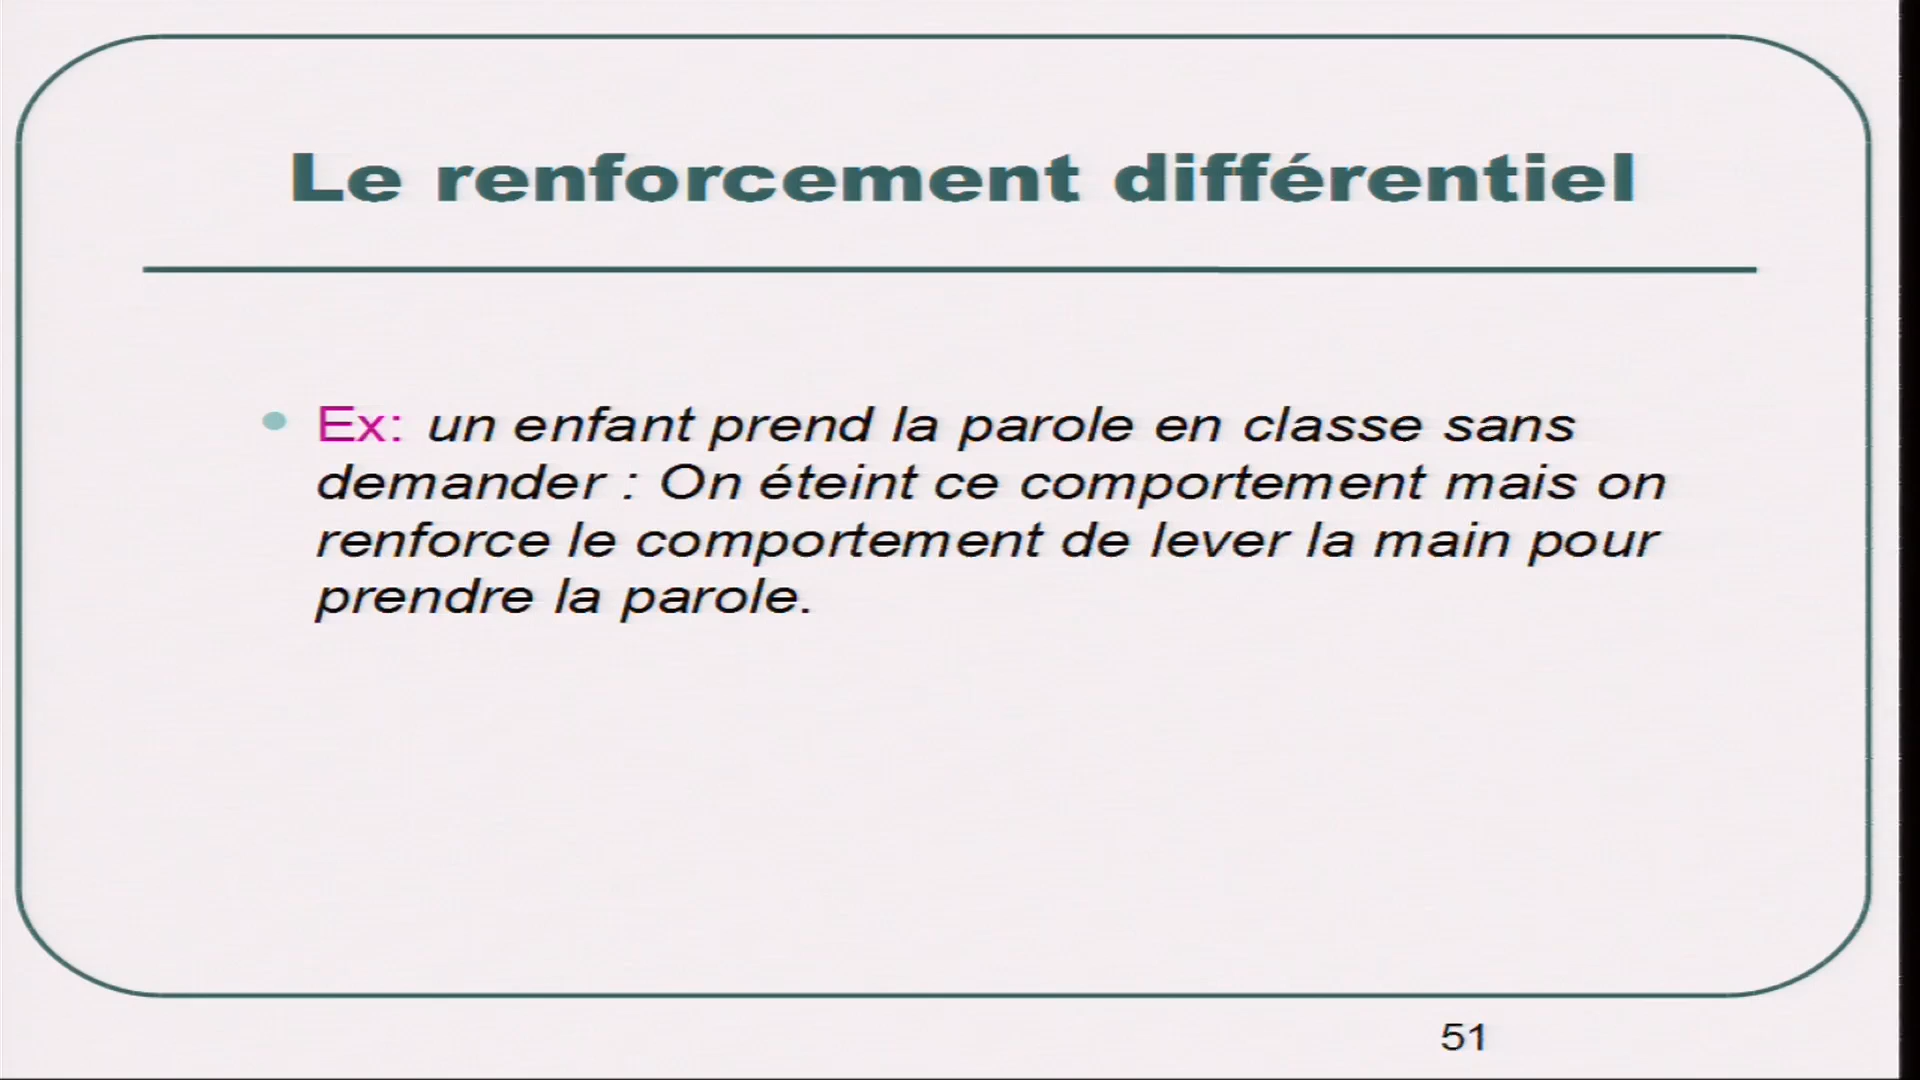 Le renforcement différentiel
• Ex: un enfant prend la parole en classe sans
demander : On éteint ce comportement mais on
renforce le comportement de lever la main pour
prendre la parole.
51